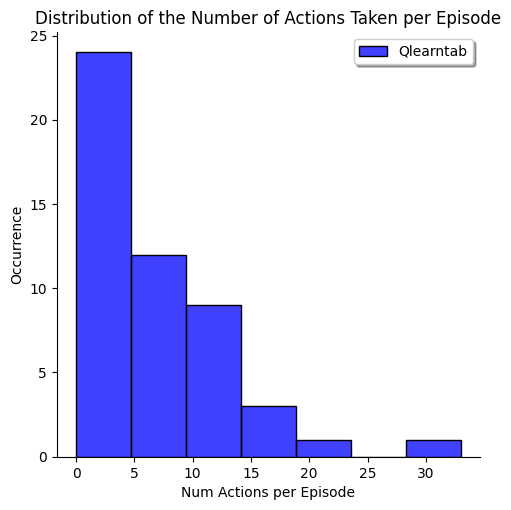 Distribution of the Number of Actions Taken per Episode
Qlearntab
25
20
15
10
5
0
Occurrence
0 5 10 15 20 25 30
Num Actions per Episode